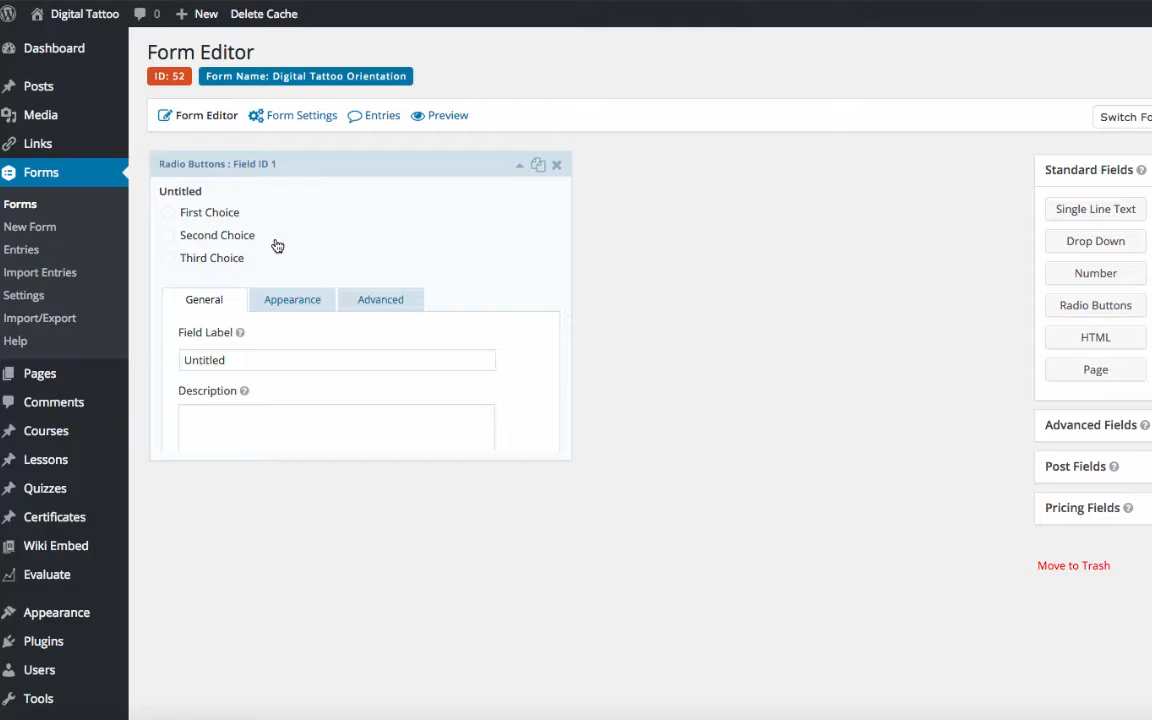 Digital Tattoo 0 New Delete Cache
Dashboard
Posts
Media
Links
Forms
Forms
New Form
Entries
Import Entries
Settings
Import/Export
Help
Pages
Comments
Courses
Lessons
Quizzes
Certificates
Wiki Embed
Evaluate
Appearance
Plugins
Users
Tools
Form Editor
ID: 52 Form Name: Digital Tattoo Orientation
Form Editor Form Settings Entries Preview
Switch Fo
Radio Buttons : Field ID 1
Untitled
First Choice
Second Choice
Third Choice
General Appearance Advanced
Field Label
Untitled
Description
Standard Fields
Single Line Text
Drop Down
Number
Radio Buttons
HTML
Page
Advanced Fields
Post Fields
Pricing Fields
Move to Trash